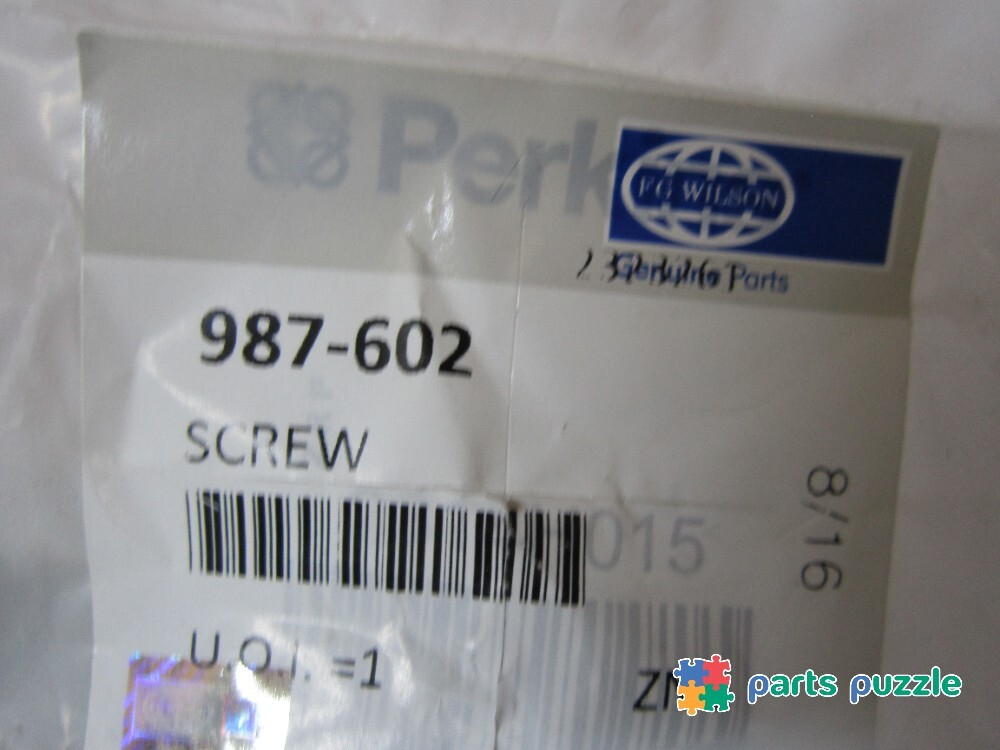 Perk
FG WILSON
Genuine Parts
987-602
SCREW
8/16
015
U.O.I. =1
parts puzzle